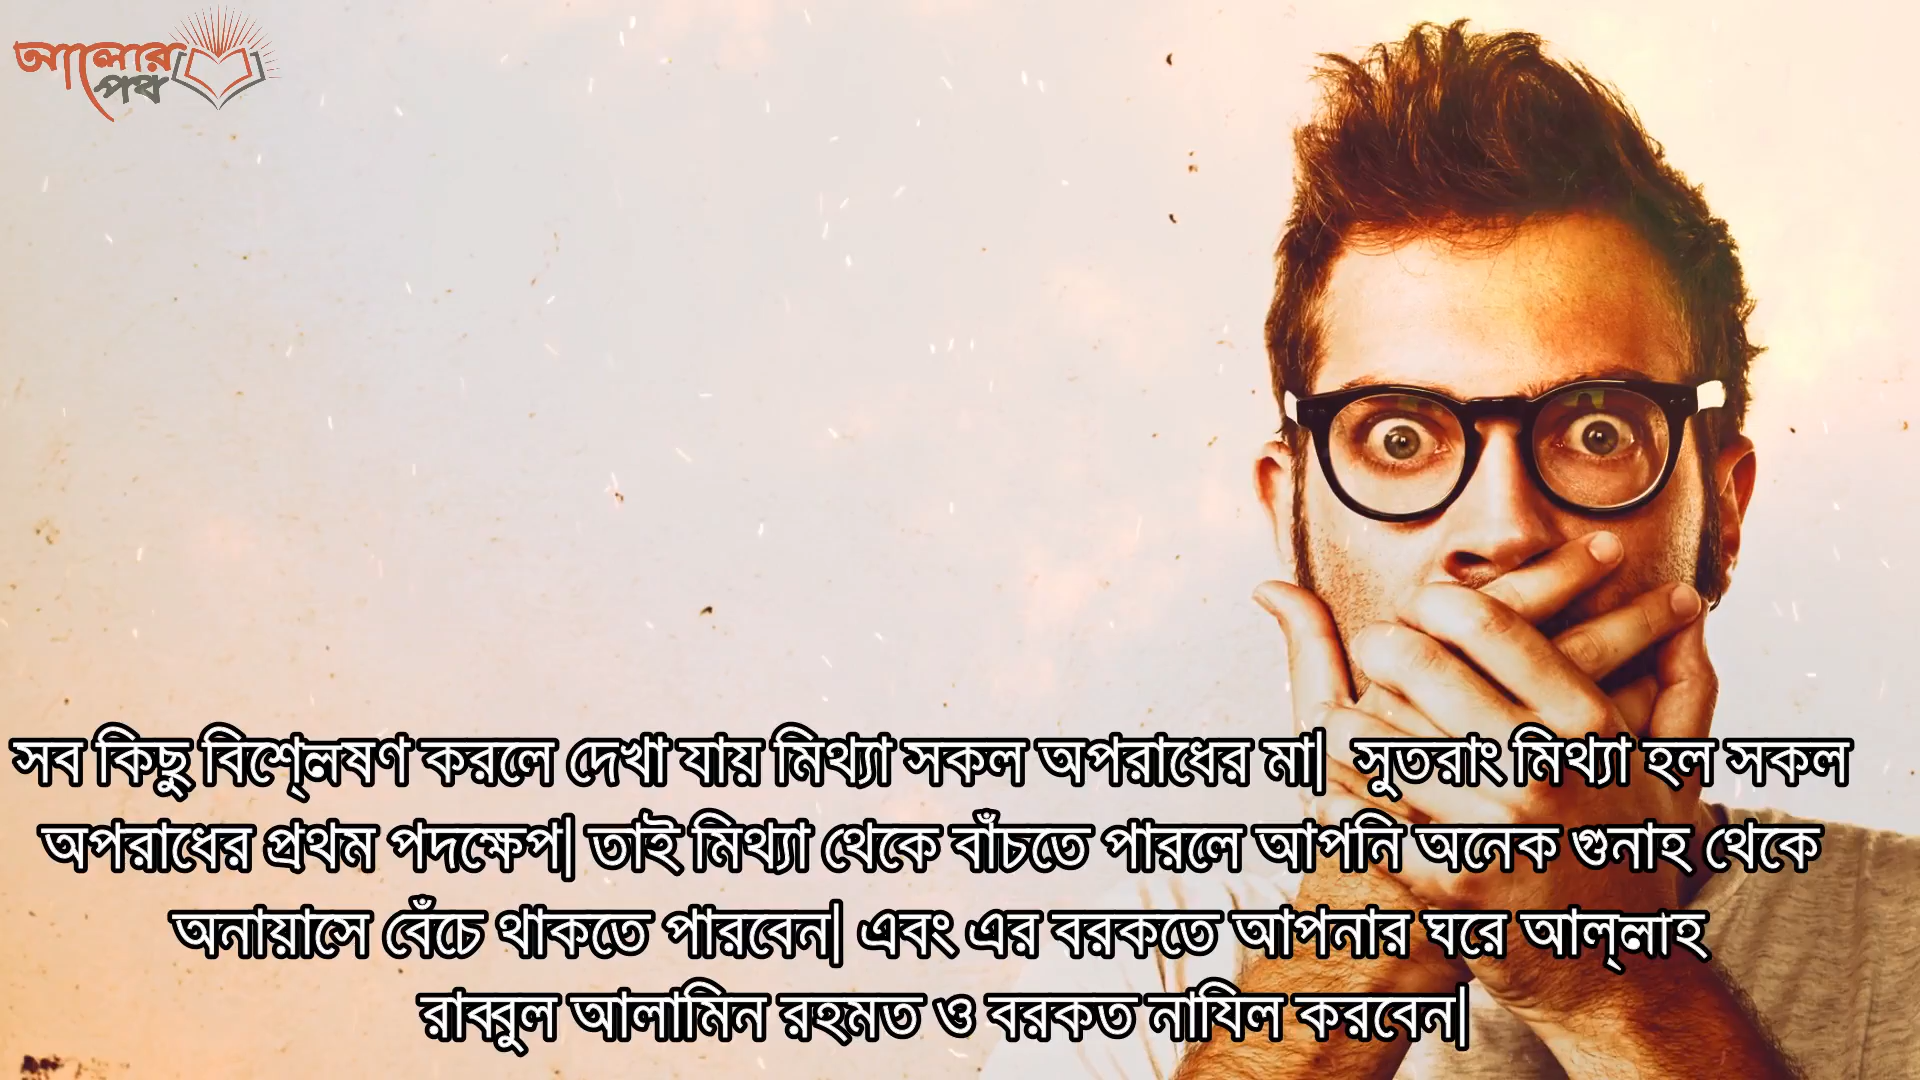 আলোর
পথ
সব কিছু বিশ্লেষণ করলে দেখা যায় মিথ্যা সকল অপরাধের মা| সুতরাং মিথ্যা হল সকল
অপরাধের প্রথম পদক্ষেপ| তাই মিথ্যা থেকে বাঁচতে পারলে আপনি অনেক গুনাহ থেকে
অনায়াসে বেঁচে থাকতে পারবেন| এবং এর বরকতে আপনার ঘরে আল্লাহ
রাব্বুল আলামিন রহমত ও বরকত নাযিল করবেন|